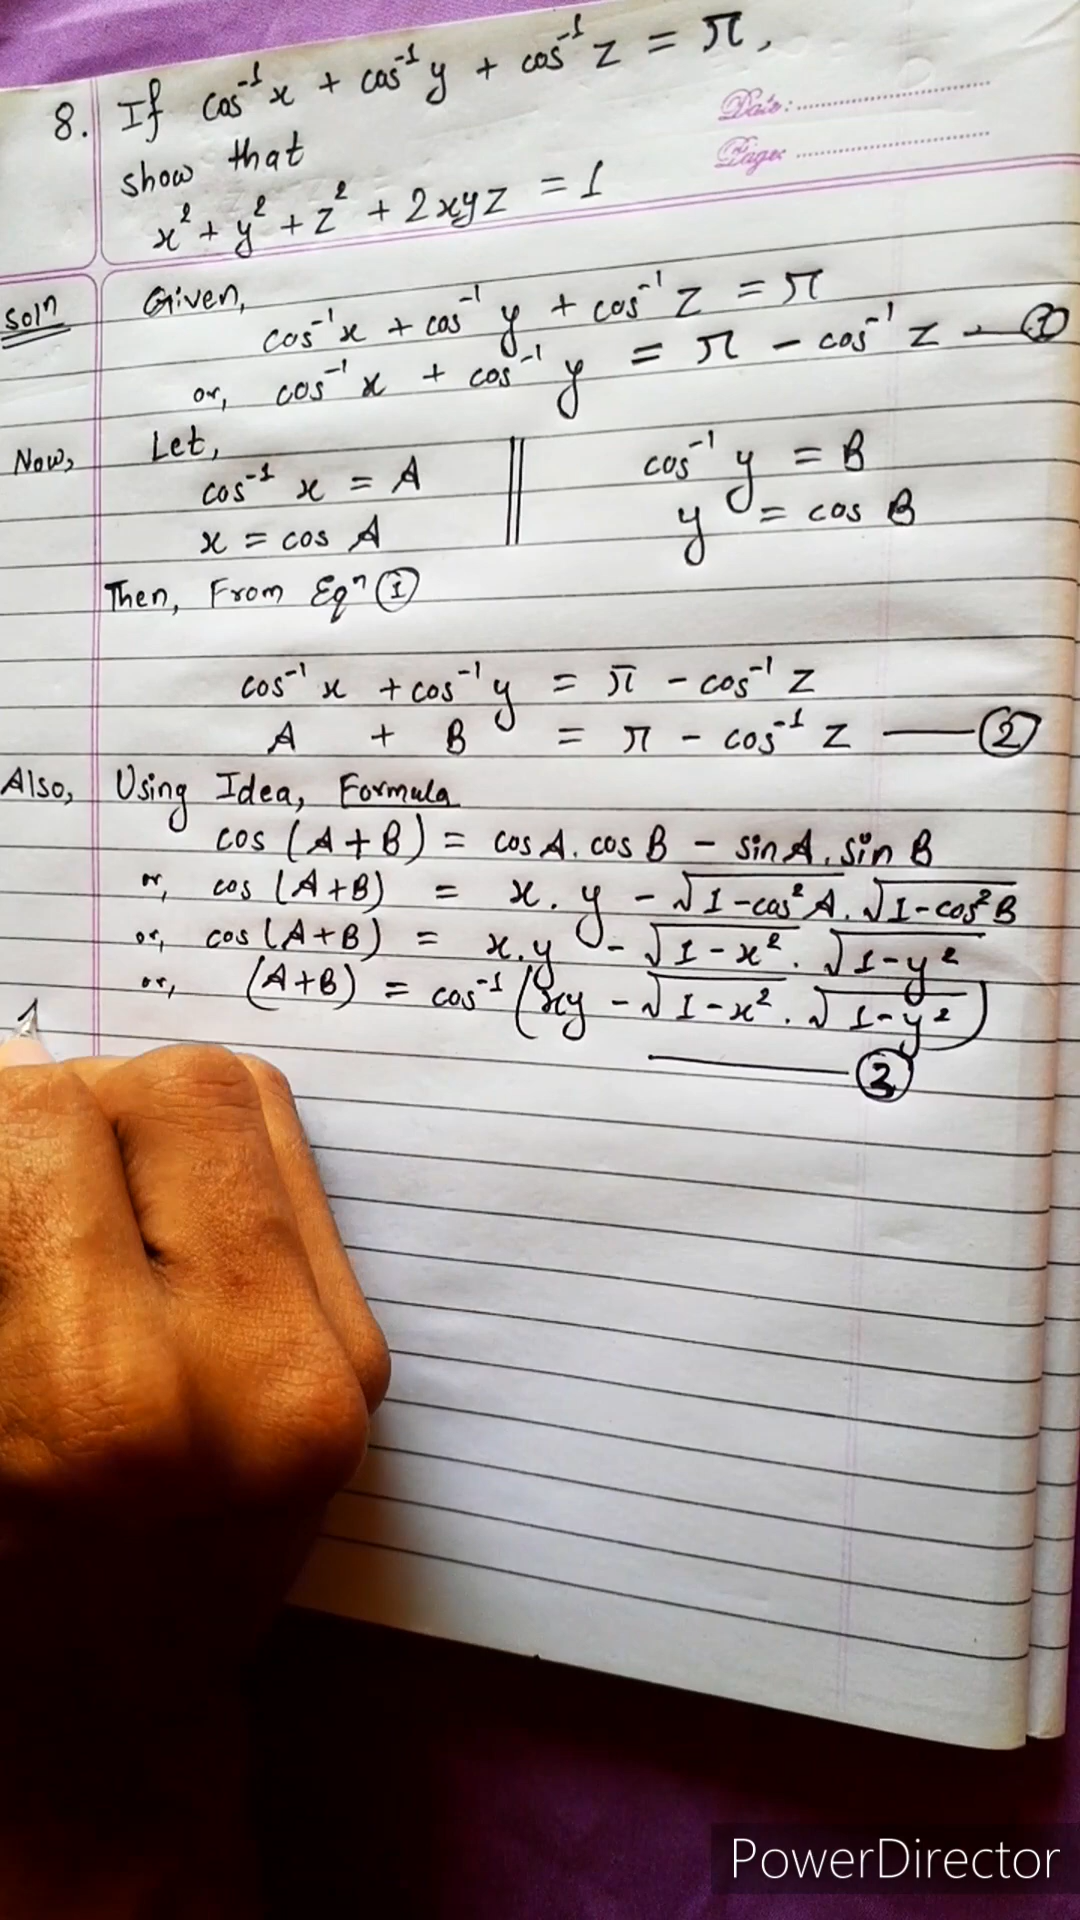 8. If cos⁻¹x + cos⁻¹y + cos⁻¹z = π,
show that
x² + y² + z² + 2xyz = 1
Date:
Page:
Soln Given,
cos⁻¹x + cos⁻¹y + cos⁻¹z = π
or, cos⁻¹x + cos⁻¹y = π - cos⁻¹z — ①
Now, Let,
cos⁻¹ x = A || cos⁻¹ y = B
x = cos A || y = cos B
Then, From Eqⁿ ①
cos⁻¹x + cos⁻¹y = π - cos⁻¹z
A + B = π - cos⁻¹z — ②
Also, Using Idea, Formula
cos (A+B) = cos A. cos B - sin A. sin B
or, cos (A+B) = x. y - √1-cos²A. √1-cos²B
or, cos (A+B) = x.y - √1-x². √1-y²
or, (A+B) = cos⁻¹ (xy - √1-x². √1-y²)
— ③
PowerDirector